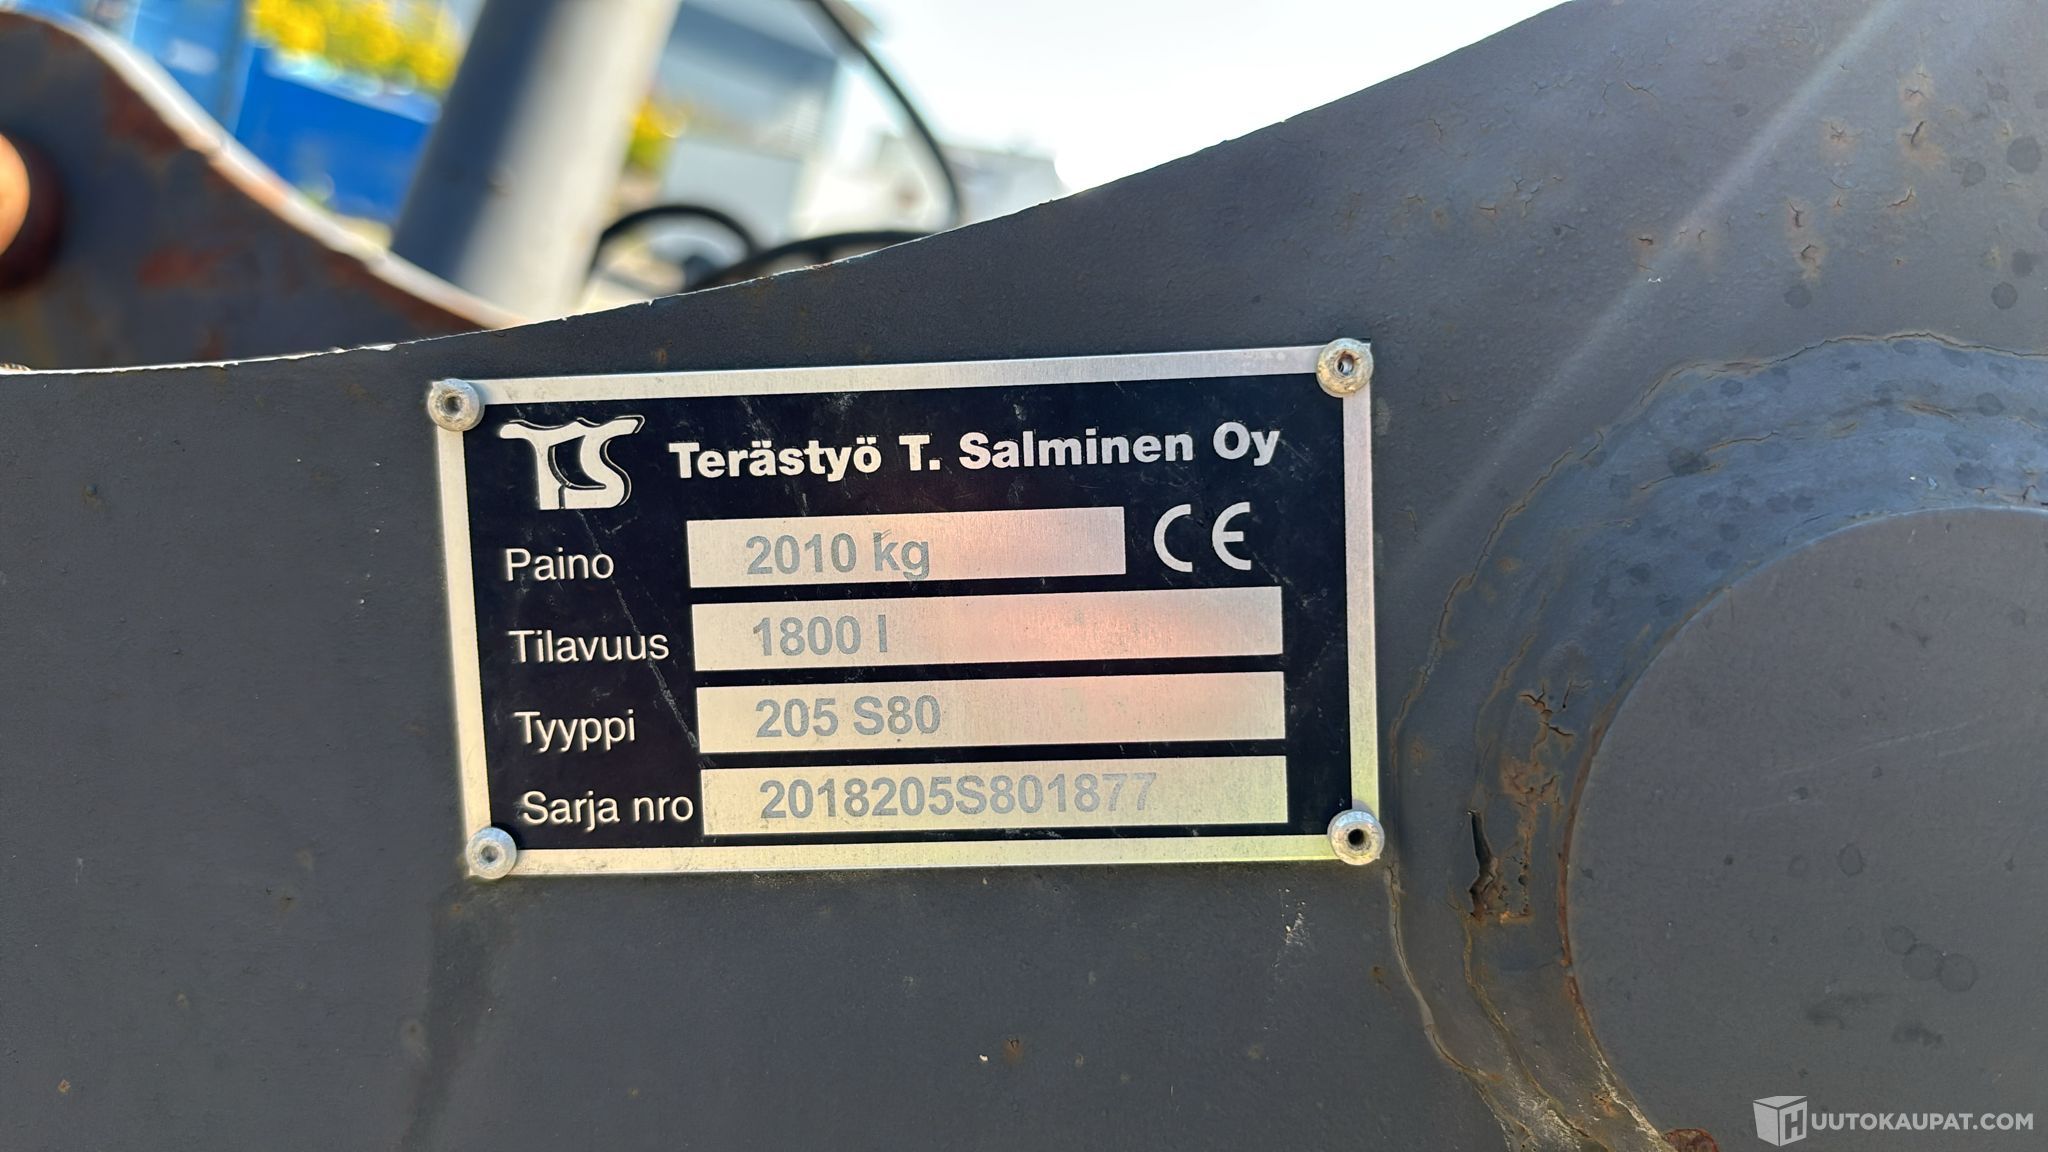 TS Terästyö T. Salminen Oy
Paino 2010 kg CE
Tilavuus 1800 l
Tyyppi 205 S80
Sarja nro 2018205S801877
HUUTOKAUPAT.COM